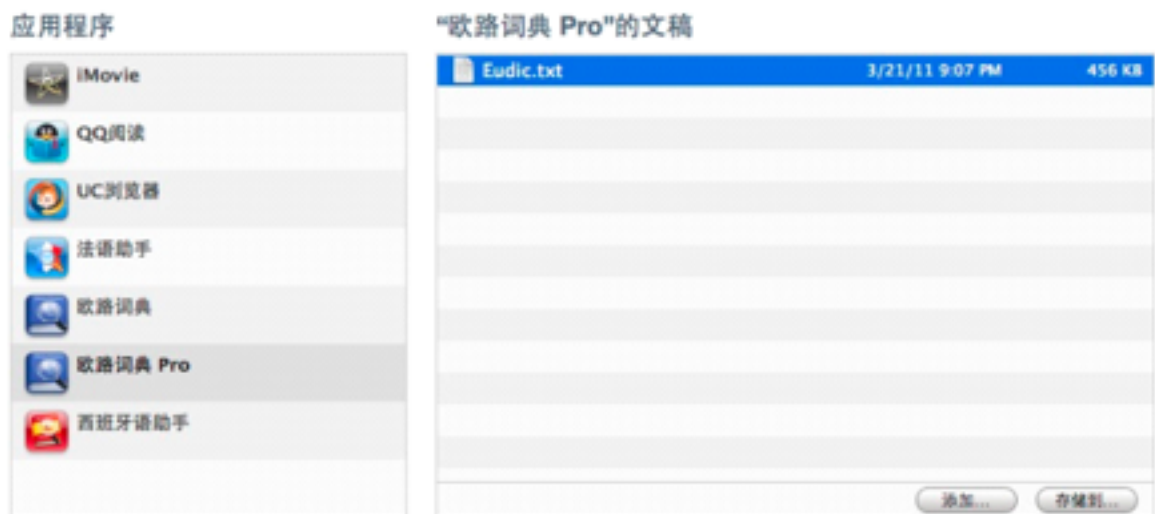 应用程序
iMovie
QQ阅读
UC浏览器
法语助手
欧路词典
欧路词典 Pro
西班牙语助手
“欧路词典 Pro"的文稿
Eudic.txt 3/21/11 9:07 PM 456 KB
添加... 存储到...